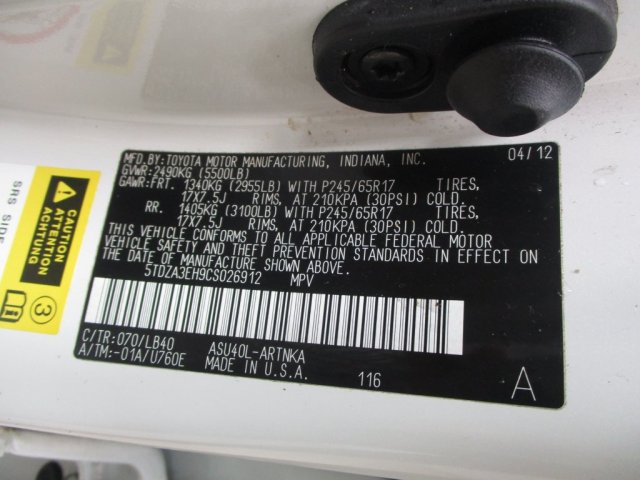 MFD.BY:TOYOTA MOTOR MANUFACTURING, INDIANA, INC. 04/12
GVWR:2490KG (5500LB)
GAWR:FRT. 1340KG (2955LB) WITH P245/65R17 TIRES,
17X7.5J RIMS, AT 210KPA (30PSI) COLD.
RR. 1405KG (3100LB) WITH P245/65R17 TIRES,
17X7.5J RIMS, AT 210KPA (30PSI) COLD.
THIS VEHICLE CONFORMS TO ALL APPLICABLE FEDERAL MOTOR
VEHICLE SAFETY AND THEFT PREVENTION STANDARDS IN EFFECT ON
THE DATE OF MANUFACTURE SHOWN ABOVE.
5TDZA3EH9CS026912 MPV
C/TR:070/LB40 ASU40L-ARTNKA
A/TM:-01A/U760E MADE IN U.S.A. 116 A
CAUTION
ATTENTION
ACHTUNG
3
SRS SIDE